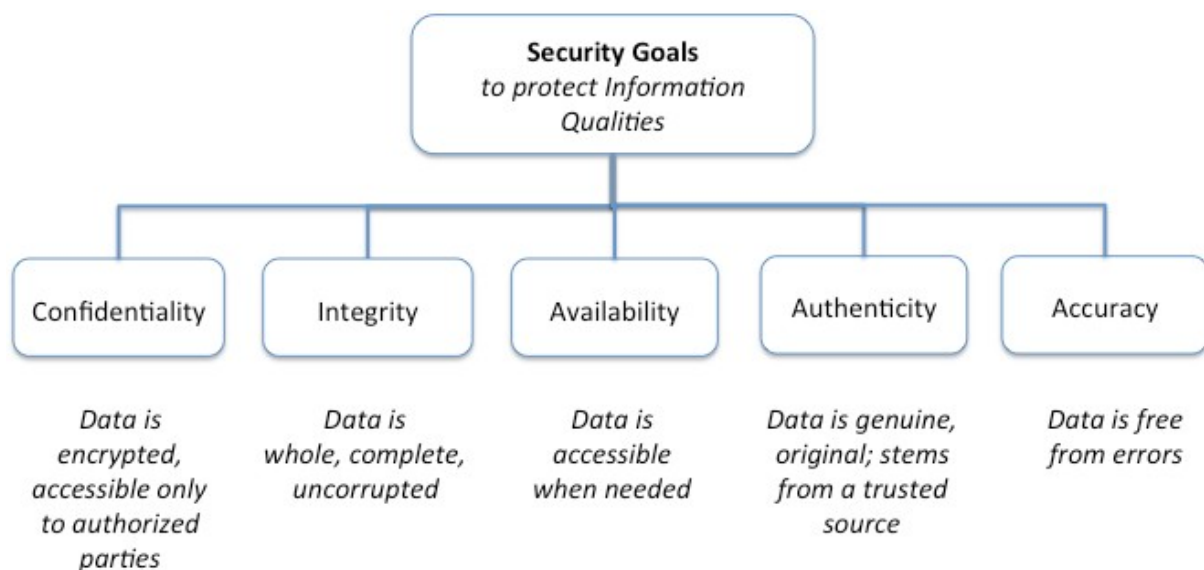 Security Goals
to protect Information
Qualities
Confidentiality
Integrity
Availability
Authenticity
Accuracy
Data is
encrypted,
accessible only
to authorized
parties
Data is
whole, complete,
uncorrupted
Data is
accessible
when needed
Data is genuine,
original; stems
from a trusted
source
Data is free
from errors